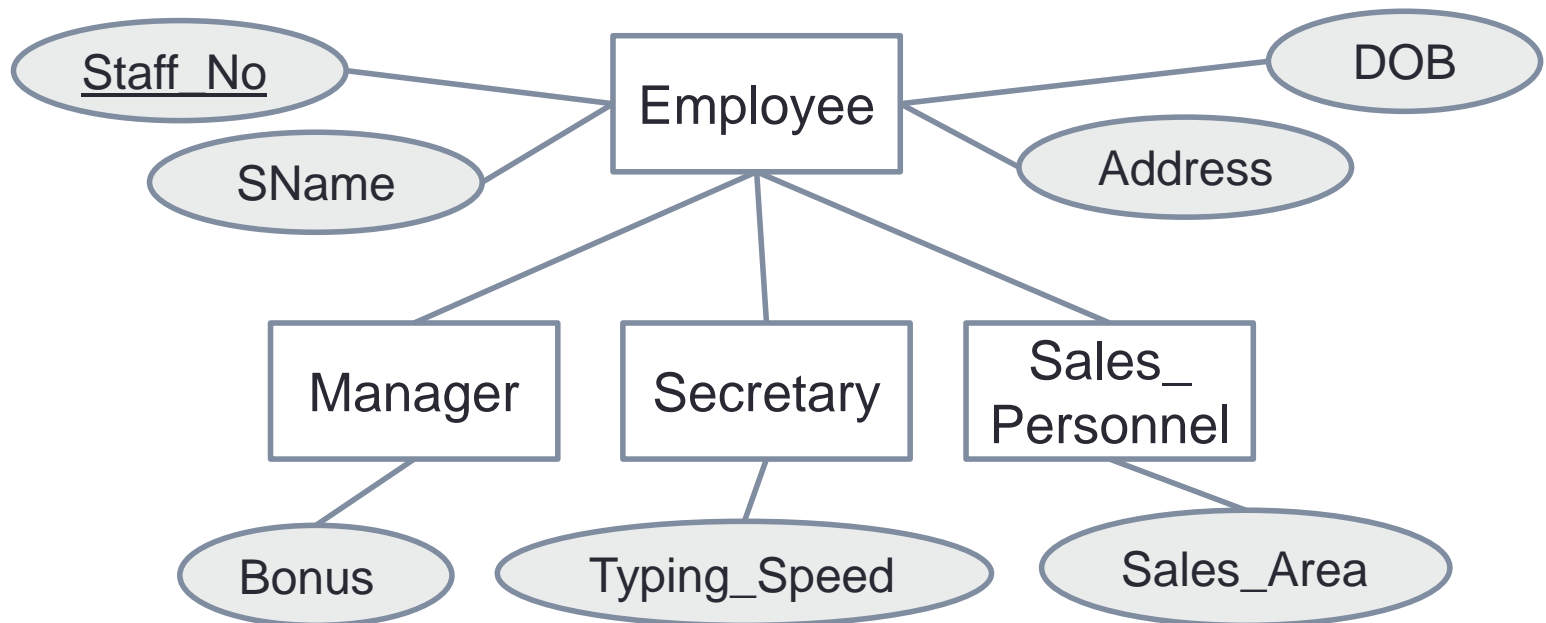 Staff_No
DOB
Employee
SName
Address
Manager
Secretary
Sales_
Personnel
Bonus
Typing_Speed
Sales_Area